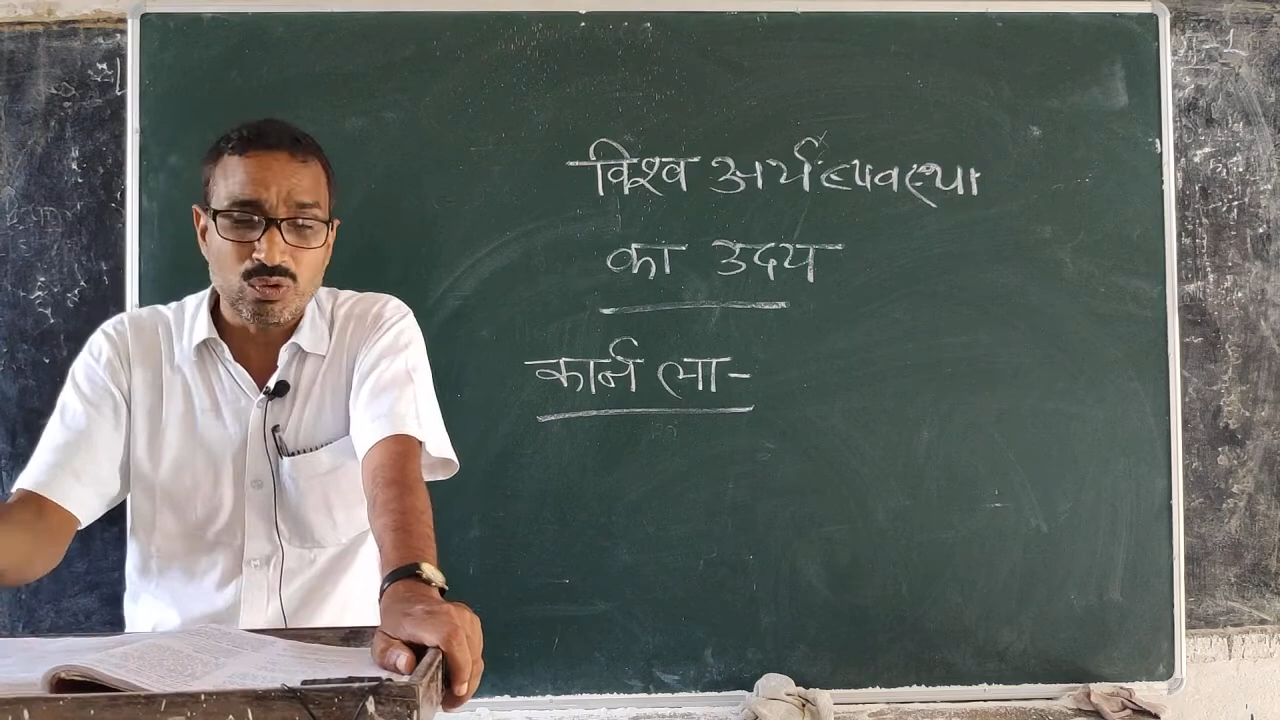 विश्व अर्थव्यवस्था
का उदय
कार्न ला-